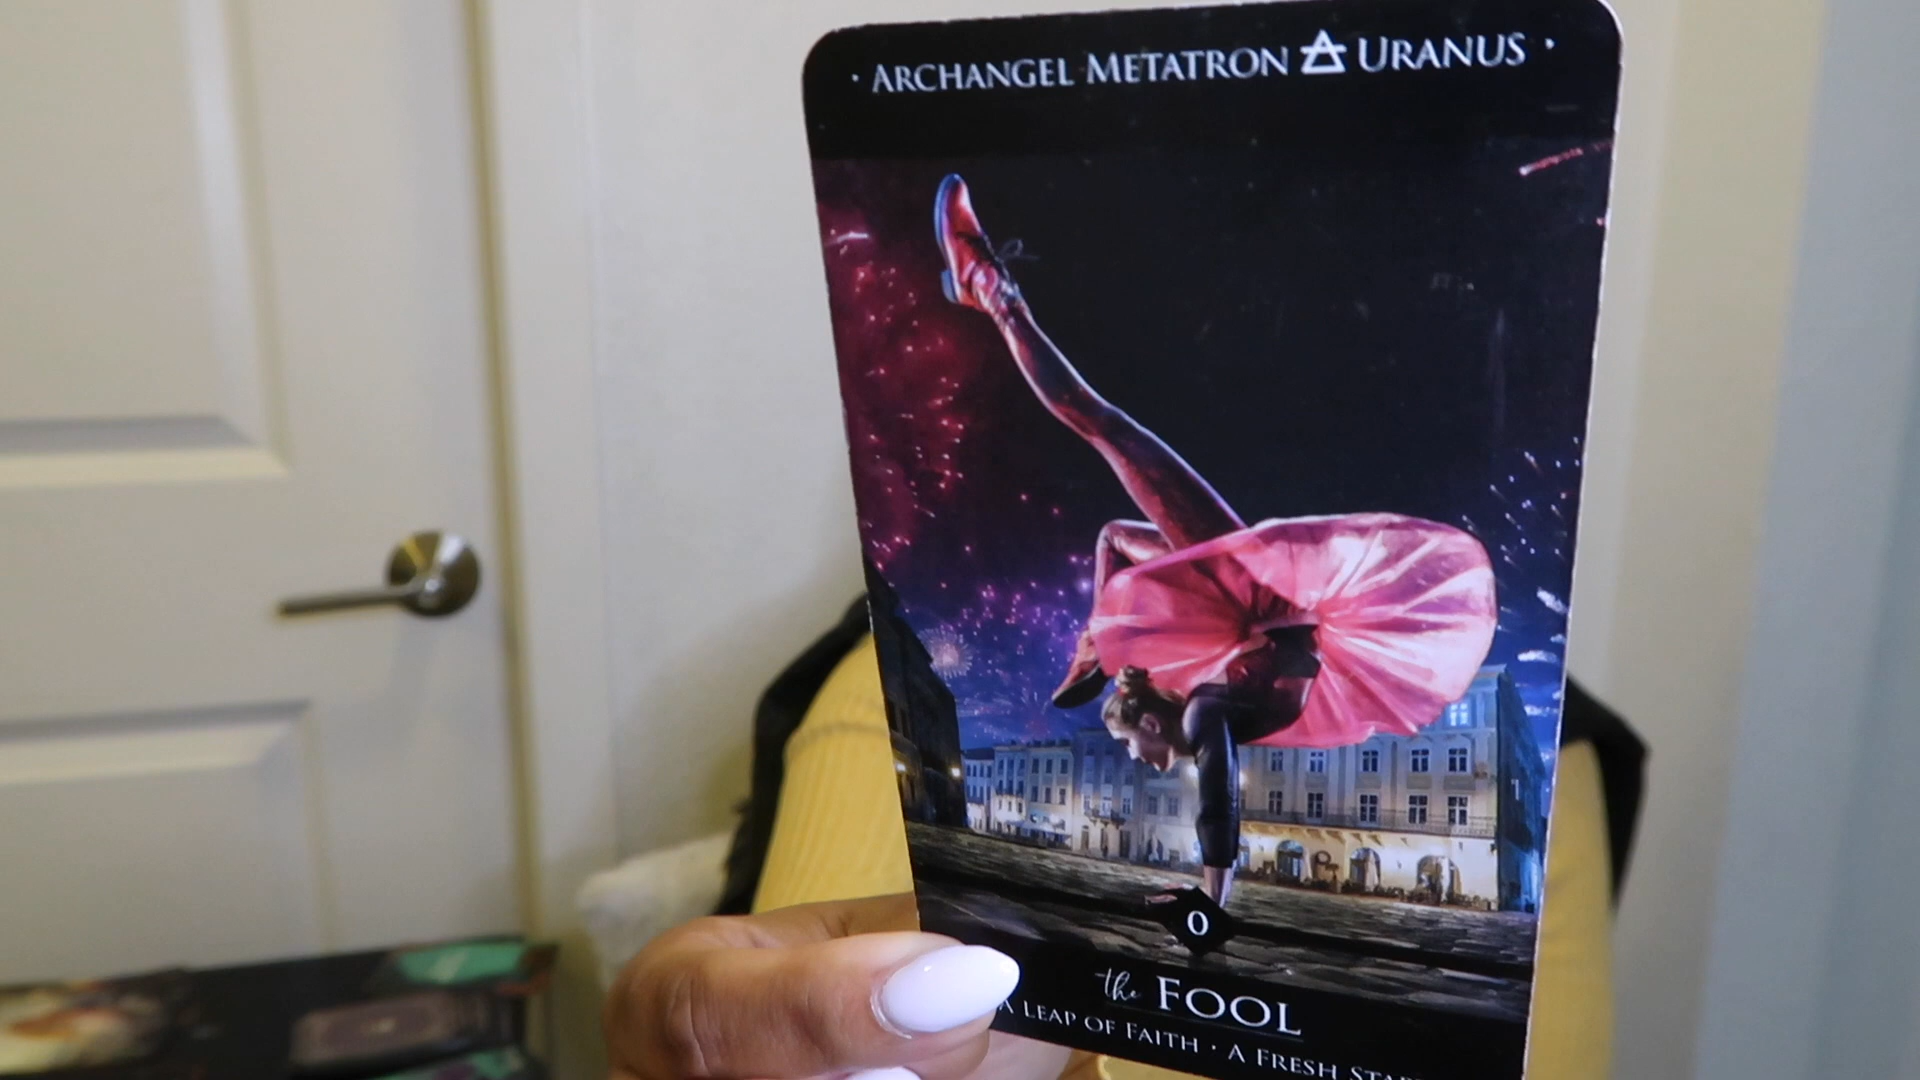 · ARCHANGEL METATRON 🜁 URANUS ·
0
the FOOL
A LEAP OF FAITH · A FRESH